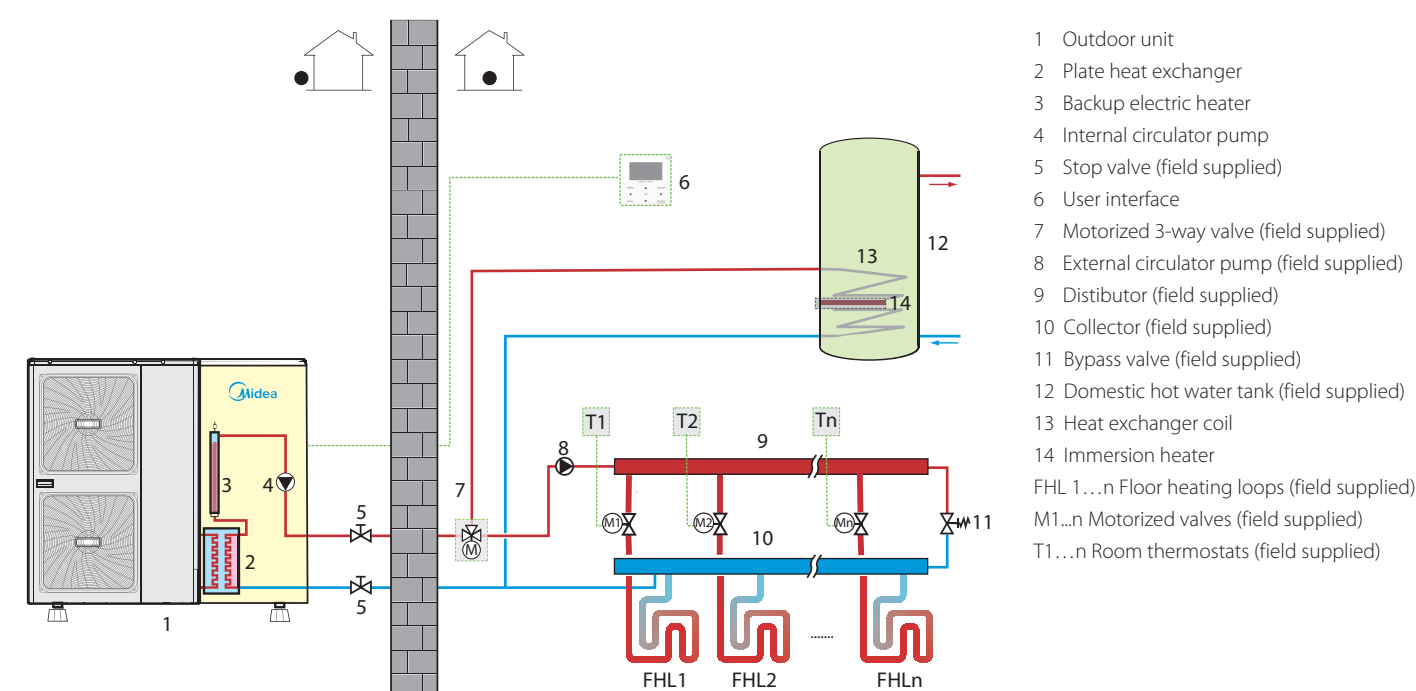 6
12
13
14
Midea
T1
T2
Tn
9
8
3
4
7
5
M1
M2
Mn
11
10
M
2
5
1
.......
FHL1
FHL2
FHLn
1 Outdoor unit
2 Plate heat exchanger
3 Backup electric heater
4 Internal circulator pump
5 Stop valve (field supplied)
6 User interface
7 Motorized 3-way valve (field supplied)
8 External circulator pump (field supplied)
9 Distibutor (field supplied)
10 Collector (field supplied)
11 Bypass valve (field supplied)
12 Domestic hot water tank (field supplied)
13 Heat exchanger coil
14 Immersion heater
FHL 1…n Floor heating loops (field supplied)
M1...n Motorized valves (field supplied)
T1…n Room thermostats (field supplied)